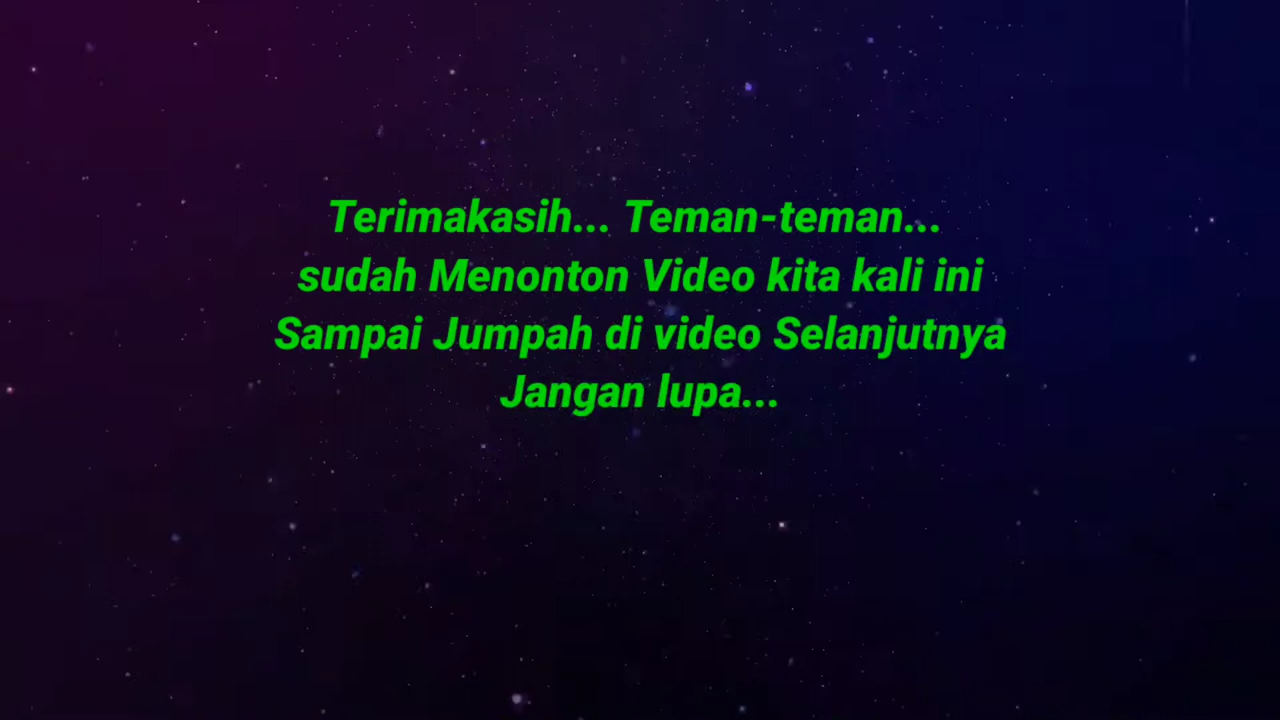 Terimakasih... Teman-teman...
sudah Menonton Video kita kali ini
Sampai Jumpah di video Selanjutnya
Jangan lupa...